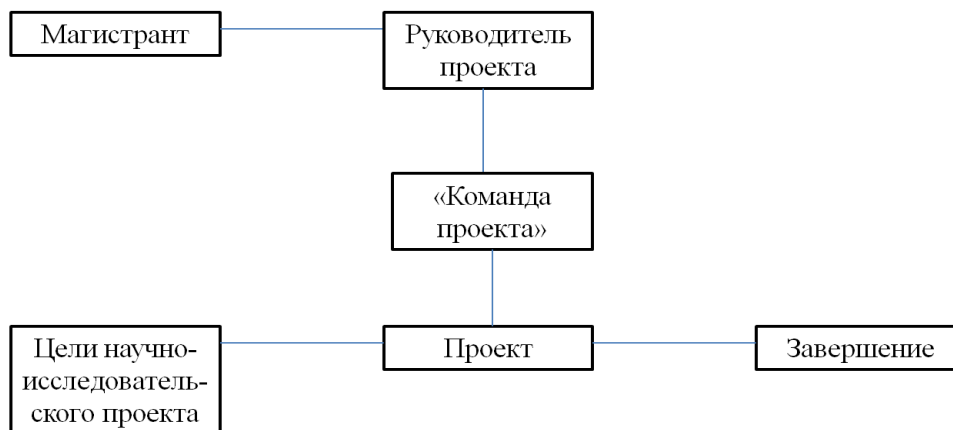 Магистрант
Руководитель
проекта
«Команда
проекта»
Цели научно-
исследователь-
ского проекта
Проект
Завершение